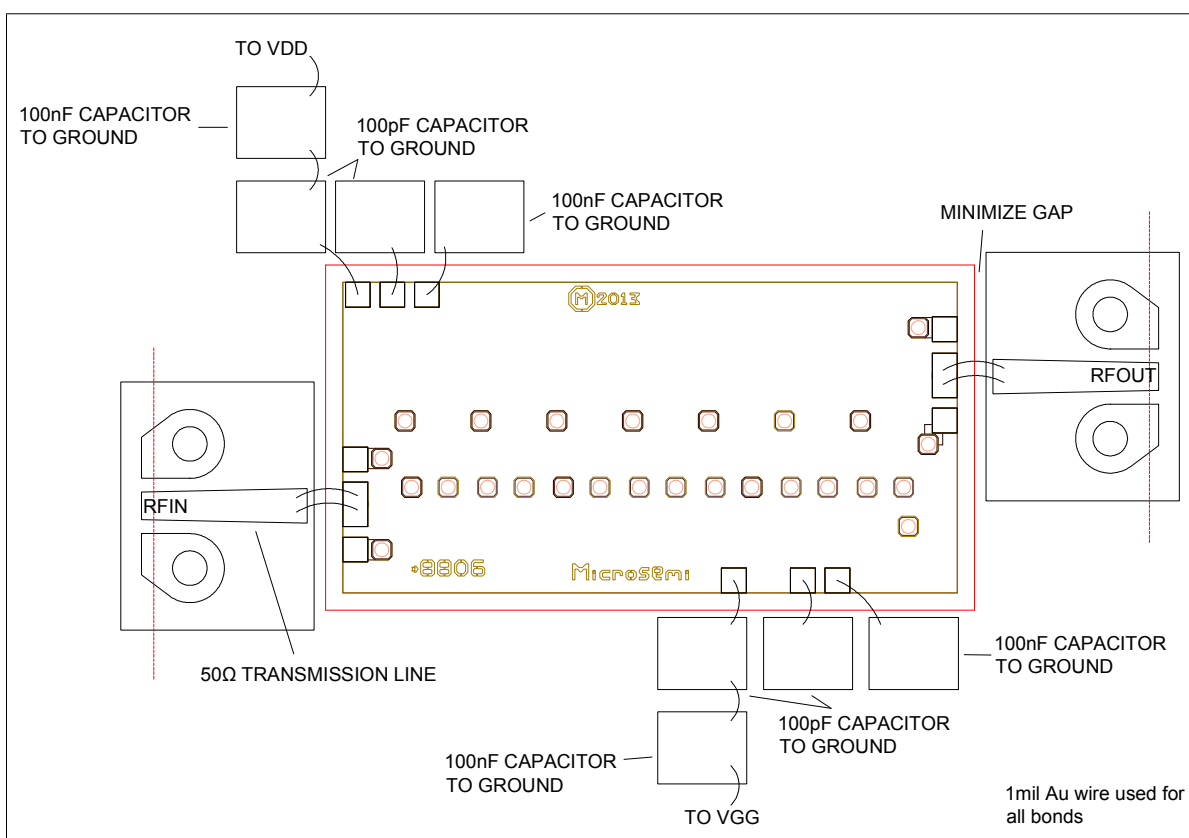 TO VDD
100nF CAPACITOR
TO GROUND
100pF CAPACITOR
TO GROUND
100nF CAPACITOR
TO GROUND
MINIMIZE GAP
M 2013
RFOUT
RFIN
8806
Microsemi
50Ω TRANSMISSION LINE
100nF CAPACITOR
TO GROUND
100pF CAPACITOR
TO GROUND
100nF CAPACITOR
TO GROUND
TO VGG
1mil Au wire used for
all bonds